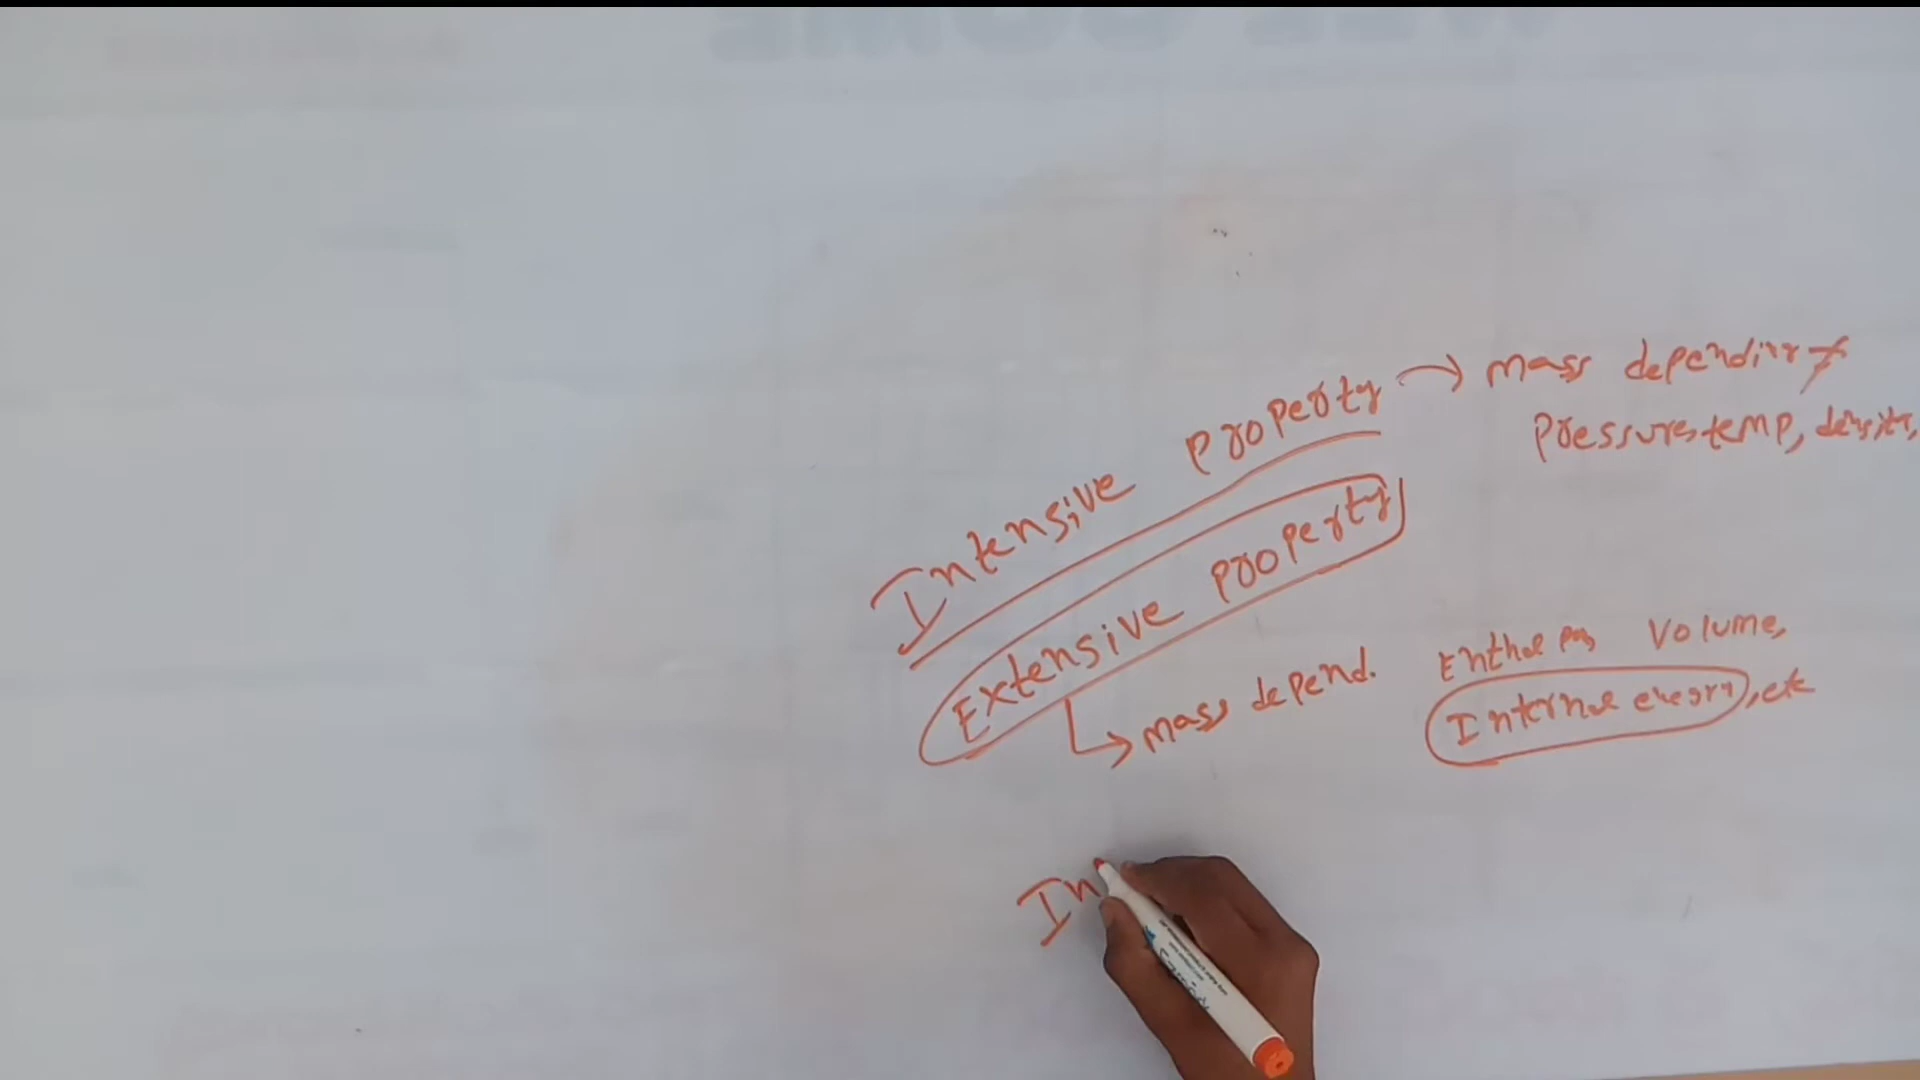 Intensive property → mass depending ≠
Pressure, temp, density,
Extensive property
↳ mass depend. Enthalpy Volume,
Internal energy, etc
In